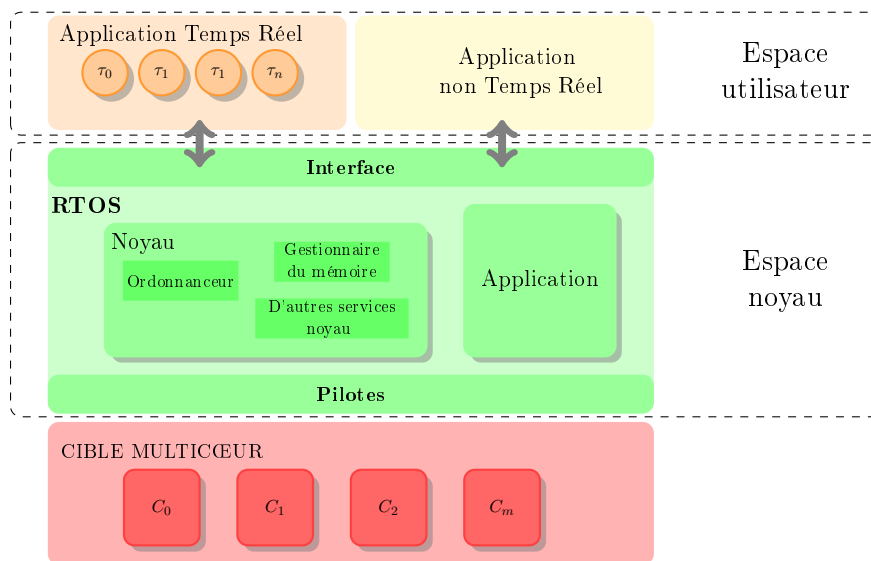 Application Temps Réel
τ0 τ1 τ1 τn
Application
non Temps Réel
Espace
utilisateur
Interface
RTOS
Noyau
Ordonnanceur
Gestionnaire
du mémoire
D'autres services
noyau
Application
Espace
noyau
Pilotes
CIBLE MULTICŒUR
C0 C1 C2 Cm